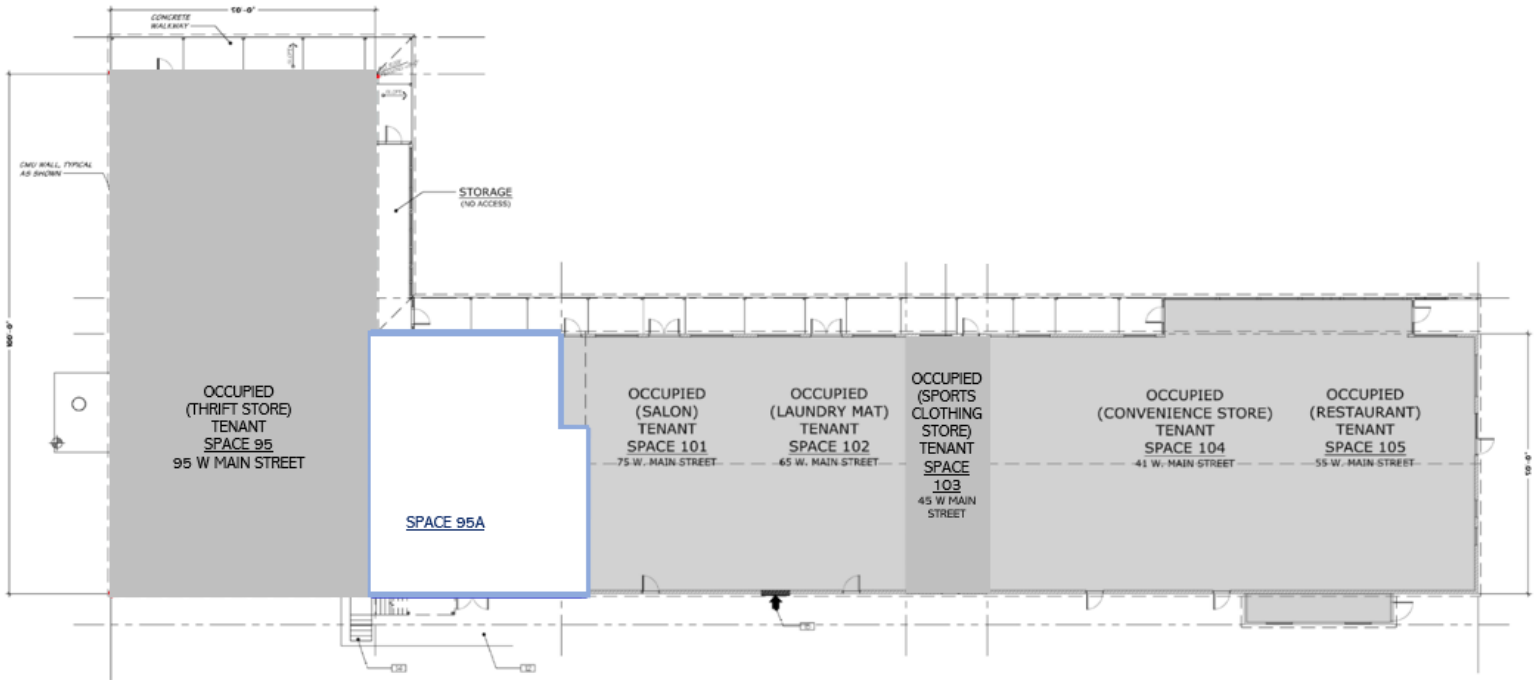 CONCRETE
WALKWAY
CMU WALL, TYPICAL
AS SHOWN
STORAGE
(NO ACCESS)
100'-0"
OCCUPIED
(THRIFT STORE)
TENANT
SPACE 95
95 W MAIN STREET
SPACE 95A
OCCUPIED
(SALON)
TENANT
SPACE 101
75 W. MAIN STREET
OCCUPIED
(LAUNDRY MAT)
TENANT
SPACE 102
65 W. MAIN STREET
OCCUPIED
(SPORTS
CLOTHING
STORE)
TENANT
SPACE
103
45 W MAIN
STREET
OCCUPIED
(CONVENIENCE STORE)
TENANT
SPACE 104
41 W. MAIN STREET
OCCUPIED
(RESTAURANT)
TENANT
SPACE 105
55 W. MAIN STREET